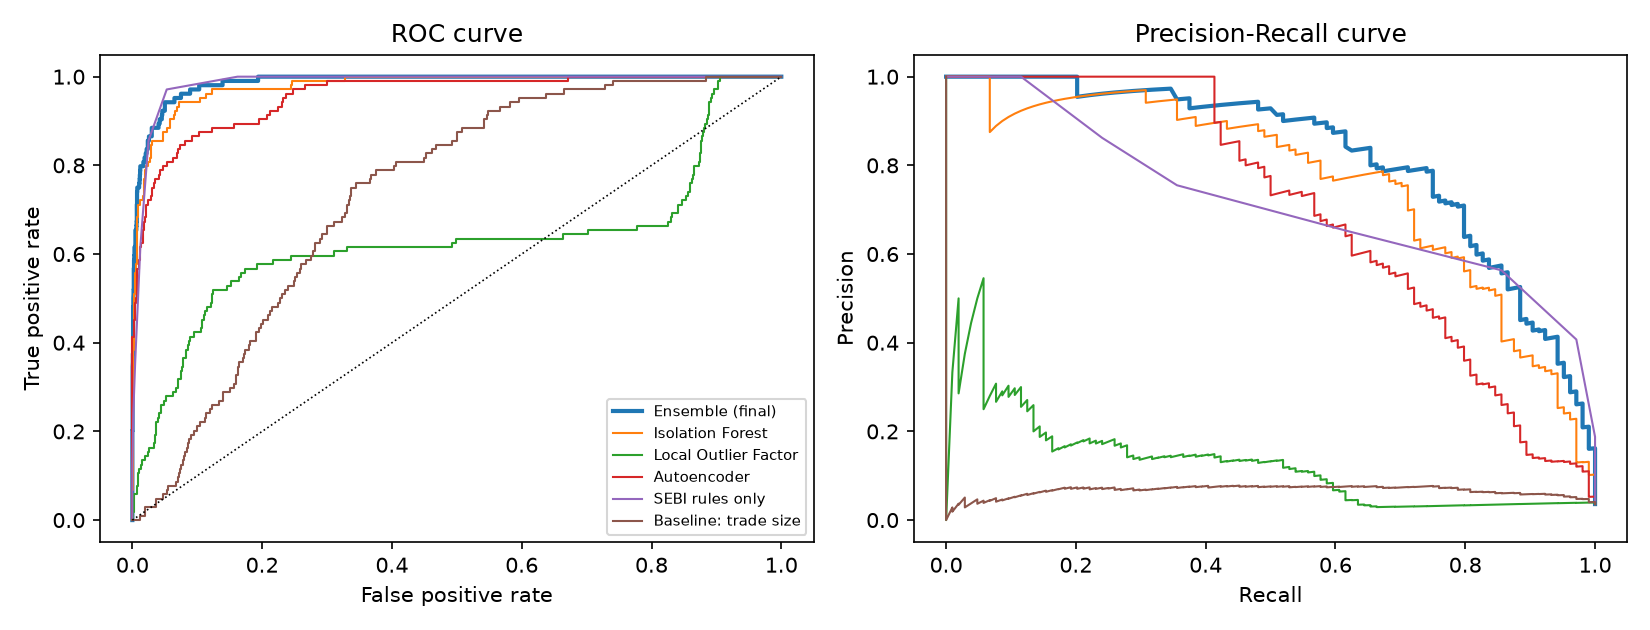 ROC curve
True positive rate
1.0
0.8
0.6
0.4
0.2
0.0
Ensemble (final)
Isolation Forest
Local Outlier Factor
Autoencoder
SEBI rules only
Baseline: trade size
0.0 0.2 0.4 0.6 0.8 1.0
False positive rate
Precision-Recall curve
Precision
1.0
0.8
0.6
0.4
0.2
0.0
0.0 0.2 0.4 0.6 0.8 1.0
Recall